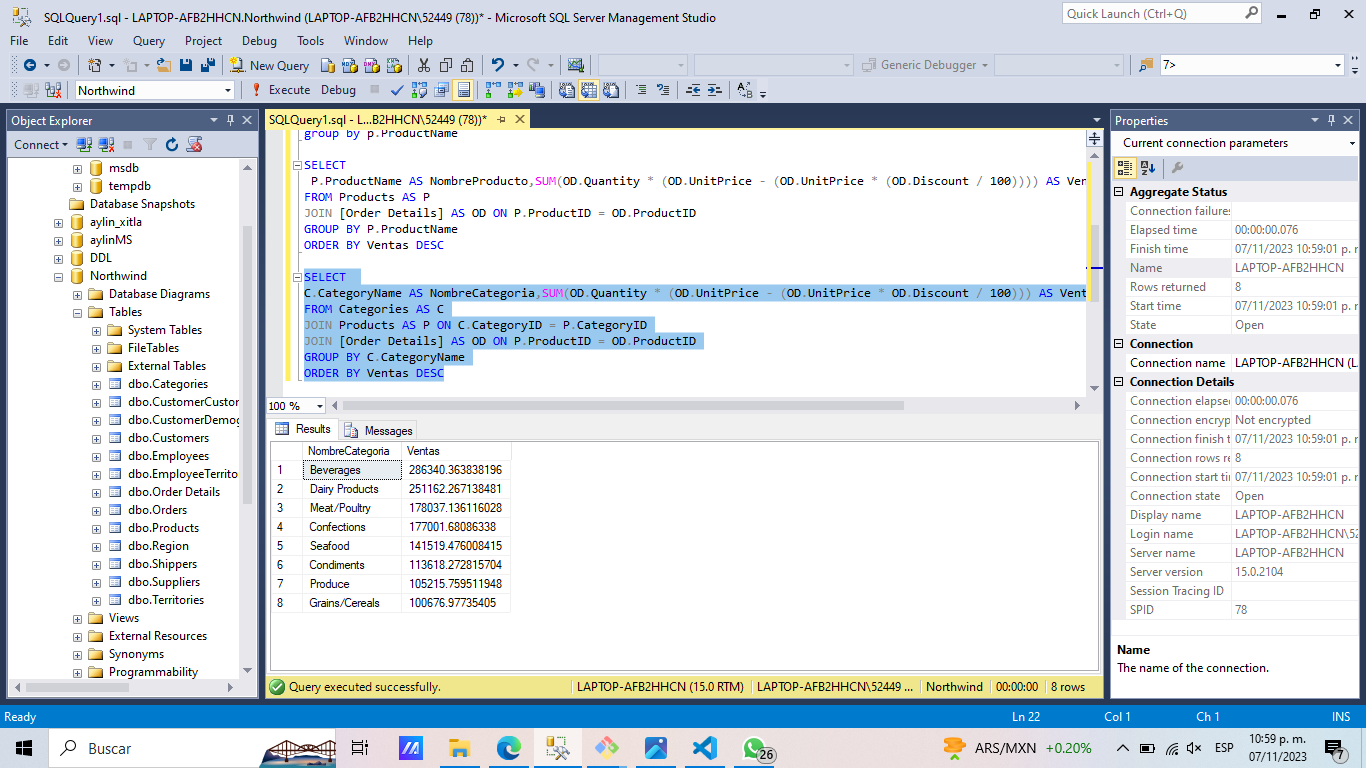 SQLQuery1.sql - LAPTOP-AFB2HHCN.Northwind (LAPTOP-AFB2HHCN\52449 (78))* - Microsoft SQL Server Management Studio
Quick Launch (Ctrl+Q)
File Edit View Query Project Debug Tools Window Help
New Query
Generic Debugger
7>
Northwind
Execute Debug
Object Explorer
Connect
msdb
tempdb
Database Snapshots
aylin_xitla
aylinMS
DDL
Northwind
Database Diagrams
Tables
System Tables
FileTables
External Tables
dbo.Categories
dbo.CustomerCustor
dbo.CustomerDemog
dbo.Customers
dbo.Employees
dbo.EmployeeTerrito
dbo.Order Details
dbo.Orders
dbo.Products
dbo.Region
dbo.Shippers
dbo.Suppliers
dbo.Territories
Views
External Resources
Synonyms
Programmability
SQLQuery1.sql - L...B2HHCN\52449 (78))*
group by p.ProductName
SELECT
P.ProductName AS NombreProducto,SUM(OD.Quantity * (OD.UnitPrice - (OD.UnitPrice * (OD.Discount / 100)))) AS Ven
FROM Products AS P
JOIN [Order Details] AS OD ON P.ProductID = OD.ProductID
GROUP BY P.ProductName
ORDER BY Ventas DESC
SELECT
C.CategoryName AS NombreCategoria,SUM(OD.Quantity * (OD.UnitPrice - (OD.UnitPrice * OD.Discount / 100))) AS Vent
FROM Categories AS C
JOIN Products AS P ON C.CategoryID = P.CategoryID
JOIN [Order Details] AS OD ON P.ProductID = OD.ProductID
GROUP BY C.CategoryName
ORDER BY Ventas DESC
100 %
Results Messages
NombreCategoria Ventas
1 Beverages 286340.363838196
2 Dairy Products 251162.267138481
3 Meat/Poultry 178037.136116028
4 Confections 177001.68086338
5 Seafood 141519.476008415
6 Condiments 113618.272815704
7 Produce 105215.759511948
8 Grains/Cereals 100676.97735405
Query executed successfully.
LAPTOP-AFB2HHCN (15.0 RTM) LAPTOP-AFB2HHCN\52449 ... Northwind 00:00:00 8 rows
Properties
Current connection parameters
Aggregate Status
Connection failures
Elapsed time 00:00:00.076
Finish time 07/11/2023 10:59:01 p. r
Name LAPTOP-AFB2HHCN
Rows returned 8
Start time 07/11/2023 10:59:01 p. r
State Open
Connection
Connection name LAPTOP-AFB2HHCN (L
Connection Details
Connection elapse 00:00:00.076
Connection encryp Not encrypted
Connection finish t 07/11/2023 10:59:01 p. r
Connection rows re 8
Connection start ti 07/11/2023 10:59:01 p. r
Connection state Open
Display name LAPTOP-AFB2HHCN
Login name LAPTOP-AFB2HHCN\52
Server name LAPTOP-AFB2HHCN
Server version 15.0.2104
Session Tracing ID
SPID 78
Name
The name of the connection.
Ready
Ln 22 Col 1 Ch 1 INS
Buscar
26
ARS/MXN +0.20%
ESP
10:59 p. m.
07/11/2023
7